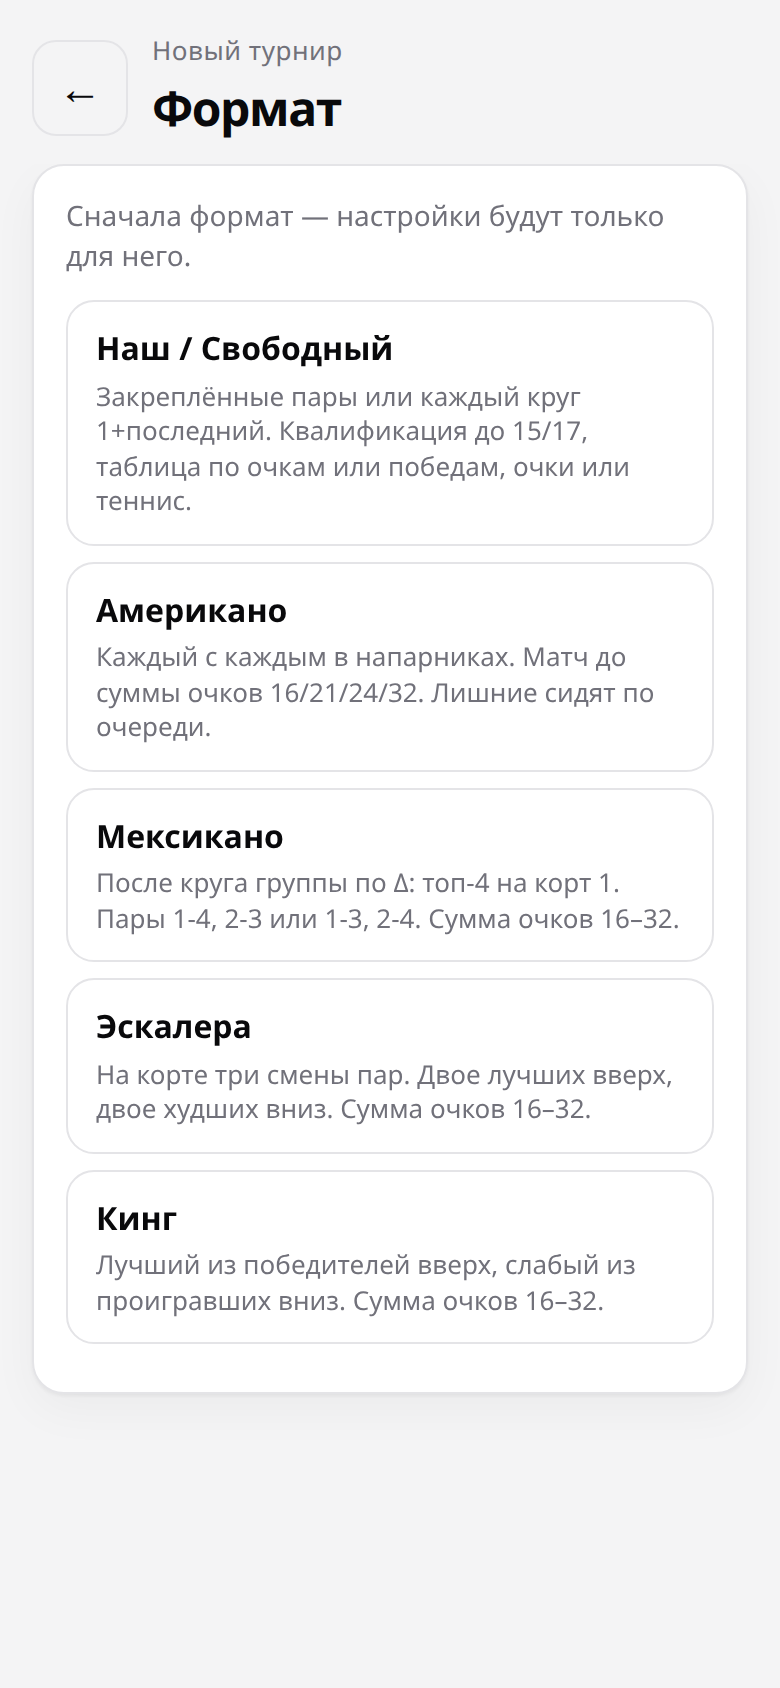 Новый турнир
←
Формат
Сначала формат — настройки будут только
для него.
Наш / Свободный
Закреплённые пары или каждый круг
1+последний. Квалификация до 15/17,
таблица по очкам или победам, очки или
теннис.
Американо
Каждый с каждым в напарниках. Матч до
суммы очков 16/21/24/32. Лишние сидят по
очереди.
Мексикано
После круга группы по Δ: топ-4 на корт 1.
Пары 1-4, 2-3 или 1-3, 2-4. Сумма очков 16–32.
Эскалера
На корте три смены пар. Двое лучших вверх,
двое худших вниз. Сумма очков 16–32.
Кинг
Лучший из победителей вверх, слабый из
проигравших вниз. Сумма очков 16–32.